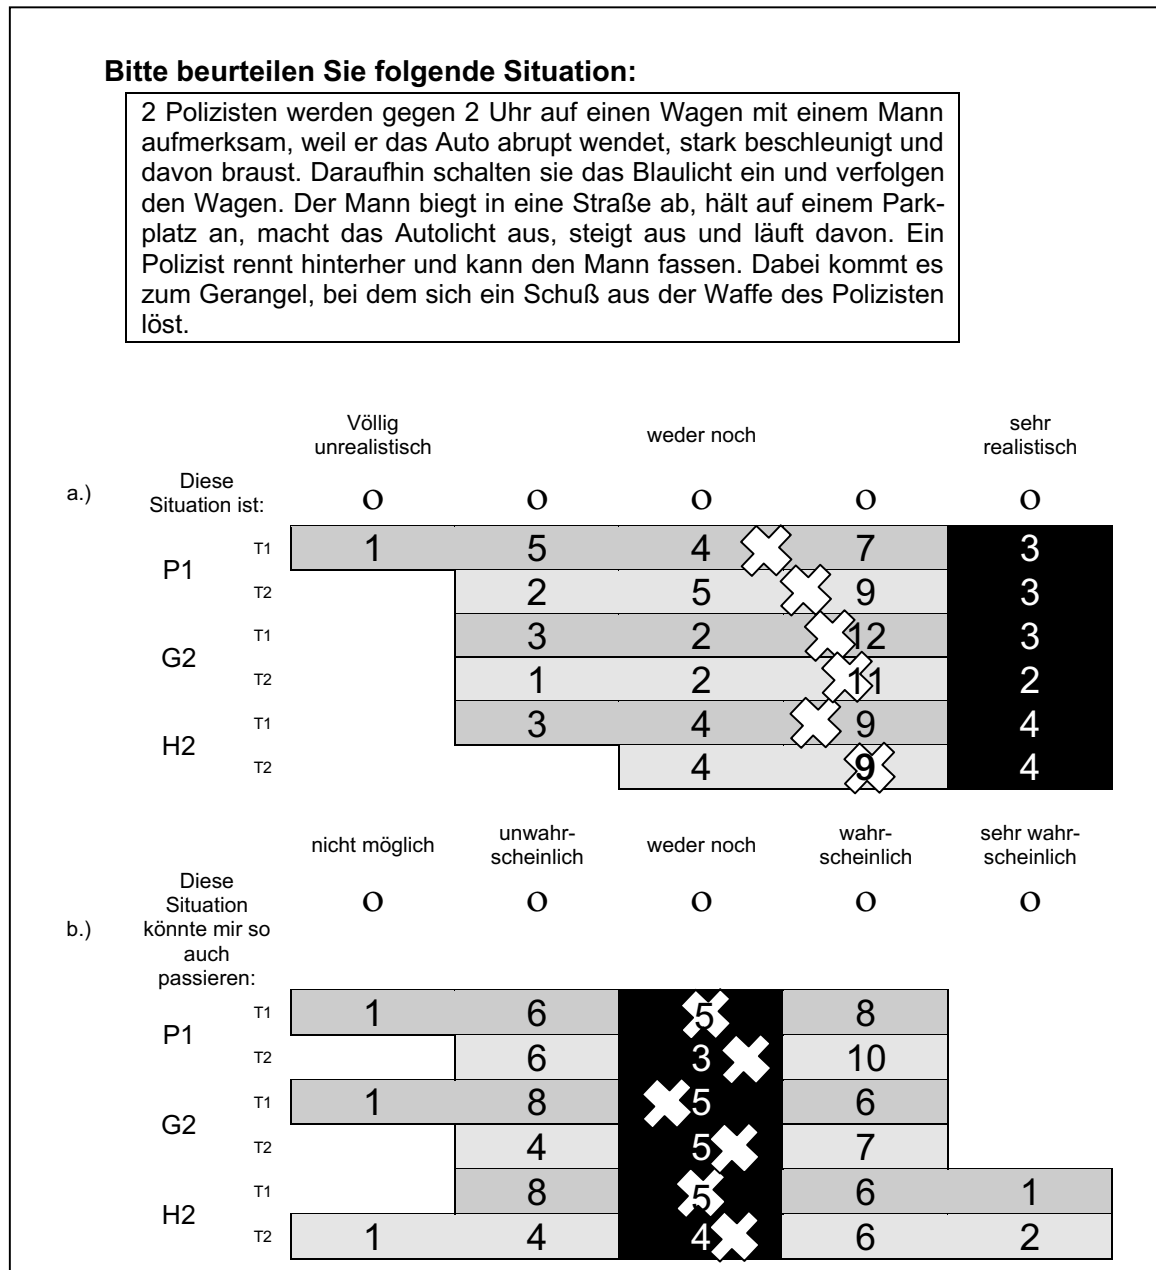 Bitte beurteilen Sie folgende Situation:
2 Polizisten werden gegen 2 Uhr auf einen Wagen mit einem Mann
aufmerksam, weil er das Auto abrupt wendet, stark beschleunigt und
davon braust. Daraufhin schalten sie das Blaulicht ein und verfolgen
den Wagen. Der Mann biegt in eine Straße ab, hält auf einem Park-
platz an, macht das Autolicht aus, steigt aus und läuft davon. Ein
Polizist rennt hinterher und kann den Mann fassen. Dabei kommt es
zum Gerangel, bei dem sich ein Schuß aus der Waffe des Polizisten
löst.
Völlig unrealistisch weder noch sehr realistisch
a.) Diese Situation ist: o o o o o
P1 T1 1 5 4 7 3
T2 2 5 9 3
G2 T1 3 2 12 3
T2 1 2 11 2
H2 T1 3 4 9 4
T2 4 9 4
nicht möglich unwahr-scheinlich weder noch wahr-scheinlich sehr wahr-scheinlich
b.) Diese Situation könnte mir so auch passieren: o o o o o
P1 T1 1 6 5 8
T2 6 3 10
G2 T1 1 8 5 6
T2 4 5 7
H2 T1 8 5 6 1
T2 1 4 4 6 2